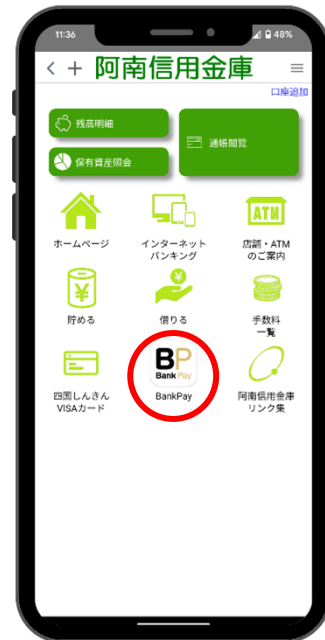 11:36
48%
阿南信用金庫
口座追加
残高明細
通帳閲覧
保有資産照会
ATM
ホームページ
インターネット
バンキング
店舗・ATM
のご案内
貯める
借りる
手数料
一覧
BP
Bank Pay
四国しんきん
VISAカード
BankPay
阿南信用金庫
リンク集